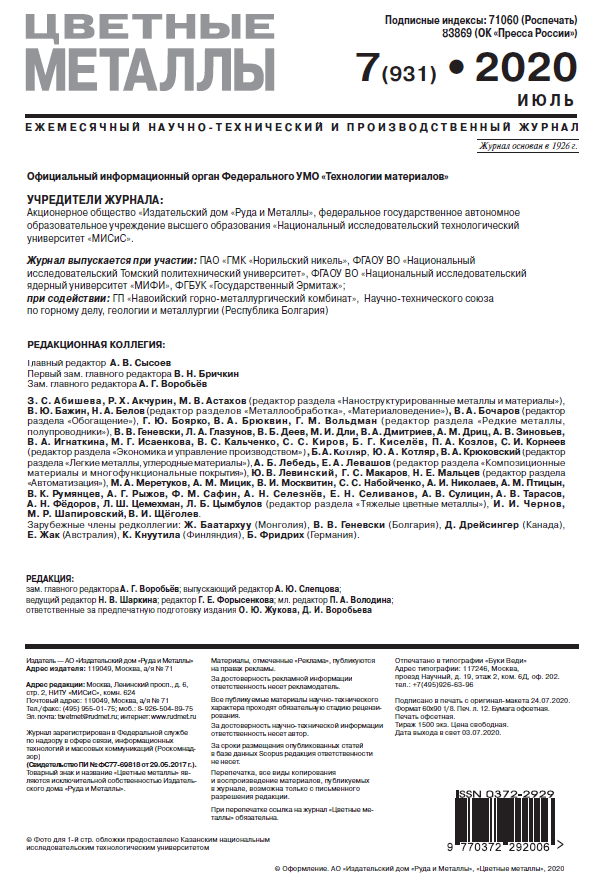 ЦВЕТНЫЕ
МЕТАЛЛЫ
Подписные индексы: 71060 (Роспечать)
83869 (ОК «Пресса России»)
7(931) • 2020
ИЮЛЬ
ЕЖЕМЕСЯЧНЫЙ НАУЧНО-ТЕХНИЧЕСКИЙ И ПРОИЗВОДСТВЕННЫЙ ЖУРНАЛ
Журнал основан в 1926 г.
Официальный информационный орган Федерального УМО «Технологии материалов»
УЧРЕДИТЕЛИ ЖУРНАЛА:
Акционерное общество «Издательский дом «Руда и Металлы», федеральное государственное автономное
образовательное учреждение высшего образования «Национальный исследовательский технологический
университет «МИСиС».
Журнал выпускается при участии: ПАО «ГМК «Норильский никель», ФГАОУ ВО «Национальный
исследовательский Томский политехнический университет», ФГАОУ ВО «Национальный исследовательский
ядерный университет «МИФИ», ФГБУК «Государственный Эрмитаж»;
при содействии: ГП «Навоийский горно-металлургический комбинат», Научно-технического союза
по горному делу, геологии и металлургии (Республика Болгария)
РЕДАКЦИОННАЯ КОЛЛЕГИЯ:
Главный редактор А. В. Сысоев
Первый зам. главного редактора В. Н. Бричкин
Зам. главного редактора А. Г. Воробьёв
З. С. Абишева, Р. Х. Акчурин, М. В. Астахов (редактор раздела «Наноструктурированные металлы и материалы»),
В. Ю. Бажин, Н. А. Белов (редактор разделов «Металлообработка», «Материаловедение»), В. А. Бочаров (редактор
раздела «Обогащение»), Г. Ю. Боярко, В. А. Брюквин, Г. М. Вольдман (редактор раздела «Редкие металлы,
полупроводники»), В. В. Геневски, Л. А. Глазунов, В. Б. Деев, М. И. Дли, В. А. Дмитриев, А. М. Дриц, А. В. Зиновьев,
В. А. Игнаткина, М. Г. Исаенкова, В. С. Кальченко, С. С. Киров, Б. Г. Киселёв, П. А. Козлов, С. И. Корнеев
(редактор раздела «Экономика и управление производством»), Б.А. Котляр, Ю. А. Котляр, В. А. Крюковский (редактор
раздела «Легкие металлы, углеродные материалы»), А. Б. Лебедь, Е. А. Левашов (редактор раздела «Композиционные
материалы и многофункциональные покрытия»), Ю. В. Левинский, Г. С. Макаров, Н. Е. Мальцев (редактор раздела
«Автоматизация»), М. А. Меретуков, А. М. Мицик, В. И. Москвитин, С. С. Набойченко, А. И. Николаев, А. М. Птицын,
В. К. Румянцев, А. Г. Рыжов, Ф. М. Сафин, А. Н. Селезнёв, Е. Н. Селиванов, А. В. Сулицин, А. В. Тарасов,
А. Н. Фёдоров, Л. Ш. Цемехман, Л. Б. Цымбулов (редактор раздела «Тяжелые цветные металлы»), И. И. Чернов,
М. Р. Шапировский, В. И. Щёголев.
Зарубежные члены редколлегии: Ж. Баатархуу (Монголия), В. В. Геневски (Болгария), Д. Дрейсингер (Канада),
Е. Жак (Австралия), К. Кнуутила (Финляндия), Б. Фридрих (Германия).
РЕДАКЦИЯ:
зам. главного редактора А. Г. Воробьёв; выпускающий редактор А. Ю. Слепцова;
ведущий редактор Н. В. Шаркина; редактор Г. Е. Форысенкова; мл. редактор П. А. Володина;
ответственные за предпечатную подготовку издания О. Ю. Жукова, Д. И. Воробьева
Издатель — АО «Издательский дом «Руда и Металлы»
Адрес издателя: 119049, Москва, а/я № 71
Адрес редакции: Москва, Ленинский просп., д. 6,
стр. 2, НИТУ «МИСиС», комн. 624
Почтовый адрес: 119049, Москва, а/я № 71
Тел./факс: (495) 955-01-75; моб.: 8-926-504-89-75
Эл. почта: tsvetmet@rudmet.ru; интернет: www.rudmet.ru
Журнал зарегистрирован в Федеральной службе
по надзору в сфере связи, информационных
технологий и массовых коммуникаций (Роскомнад-
зор)
(Свидетельство ПИ № ФС77-69818 от 29.05.2017 г.).
Товарный знак и название «Цветные металлы» яв-
ляются исключительной собственностью Издатель-
ского дома «Руда и Металлы».
Материалы, отмеченные «Реклама», публикуются
на правах рекламы.
За достоверность рекламной информации
ответственность несет рекламодатель.
Все публикуемые материалы научно-технического
характера проходят обязательную стадию рецензи-
рования.
За достоверность научно-технической информации
ответственность несет автор.
За сроки размещения опубликованных статей
в базе данных Scopus редакция ответственности
не несет.
Перепечатка, все виды копирования
и воспроизведение материалов, публикуемых
в журнале, возможна только с письменного
разрешения редакции.
При перепечатке ссылка на журнал «Цветные ме-
таллы» обязательна.
Отпечатано в типографии «Буки Веди»
Адрес типографии: 117246, Москва,
проезд Научный, д. 19, этаж 2, ком. 6Д, оф. 202.
тел.: +7(495)926-63-96
Подписано в печать с оригинал-макета 24.07.2020.
Формат 60x90 1/8. Печ. л. 12. Бумага офсетная.
Печать офсетная.
Тираж 1500 экз. Цена свободная.
Дата выхода в свет 03.07.2020.
ISSN 0372-2929
9 770372 292006 >
© Фото для 1-й стр. обложки предоставлено Казанским национальным
исследовательским технологическим университетом
© Оформление. АО «Издательский дом «Руда и Металлы», «Цветные металлы», 2020